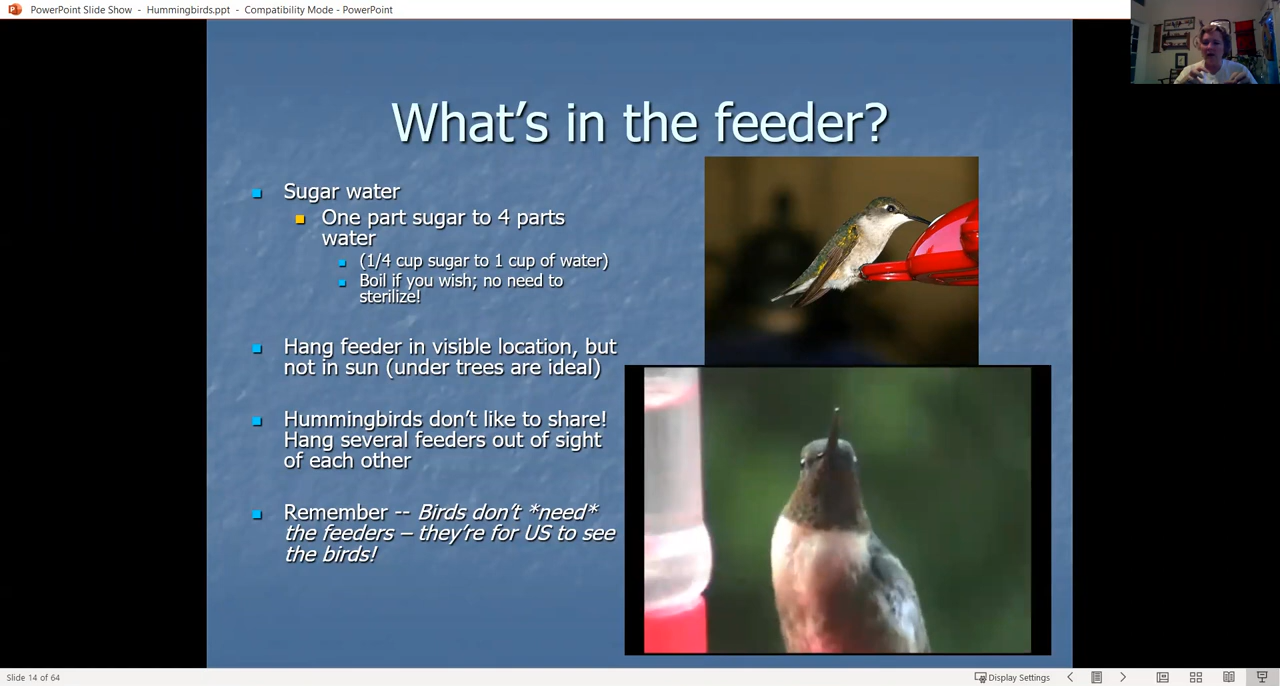 PowerPoint Slide Show - Hummingbirds.ppt - Compatibility Mode - PowerPoint
What's in the feeder?
Sugar water
One part sugar to 4 parts
water
(1/4 cup sugar to 1 cup of water)
Boil if you wish; no need to
sterilize!
Hang feeder in visible location, but
not in sun (under trees are ideal)
Hummingbirds don't like to share!
Hang several feeders out of sight
of each other
Remember -- Birds don't *need*
the feeders – they're for US to see
the birds!
Slide 14 of 64
Display Settings